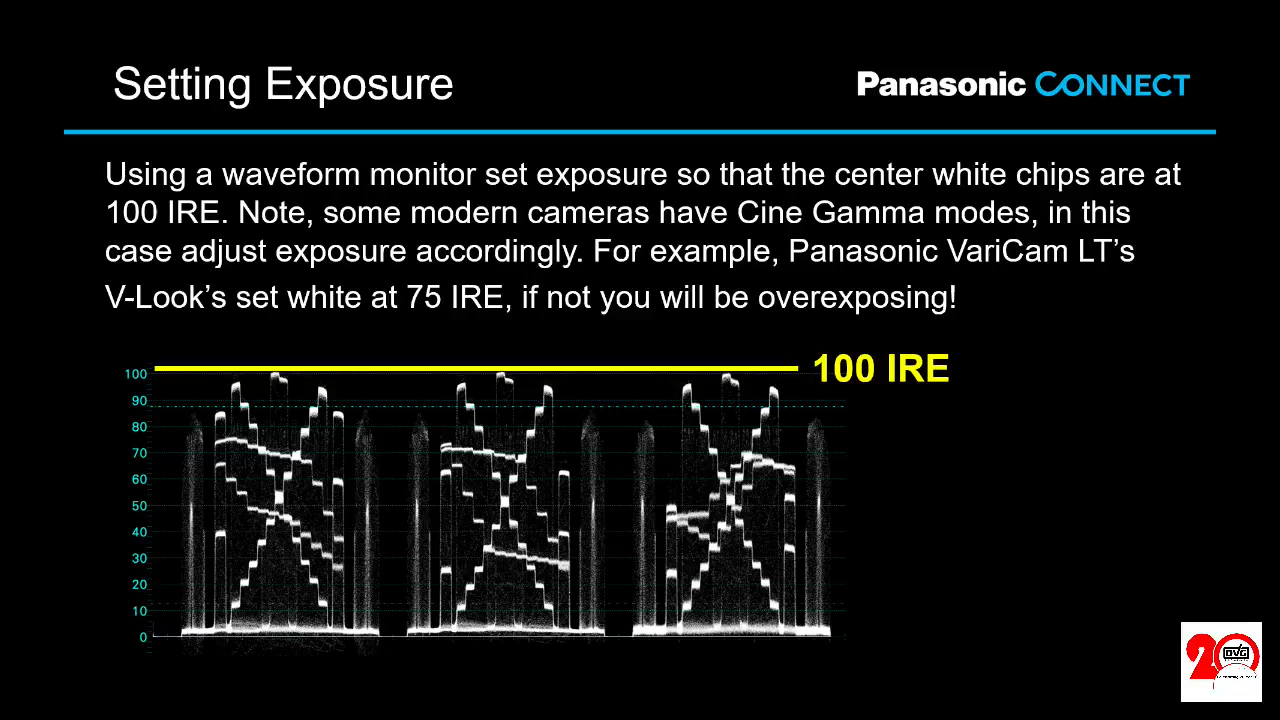 Setting Exposure
Panasonic CONNECT
Using a waveform monitor set exposure so that the center white chips are at
100 IRE. Note, some modern cameras have Cine Gamma modes, in this
case adjust exposure accordingly. For example, Panasonic VariCam LT’s
V-Look’s set white at 75 IRE, if not you will be overexposing!
100 IRE
100
90
80
70
60
50
40
30
20
10
0
20
DVG